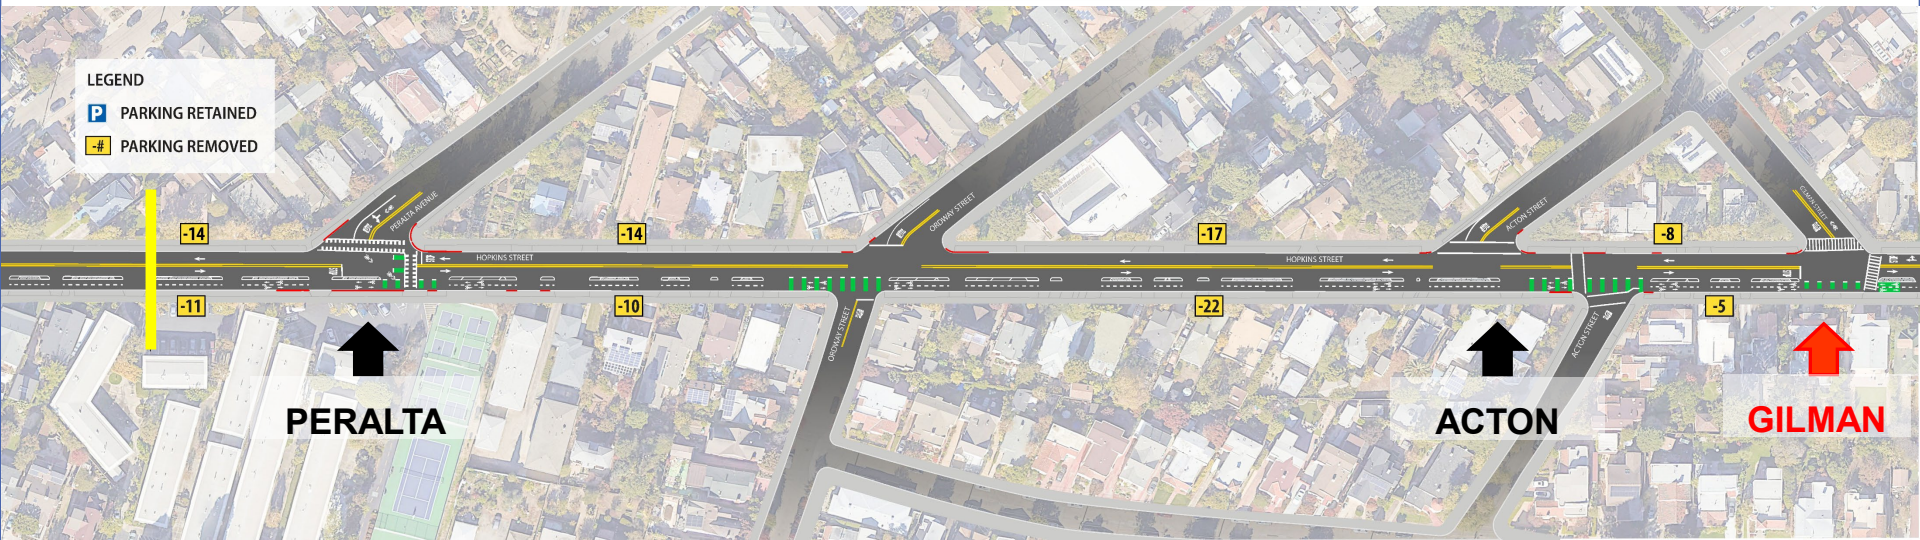 LEGEND
P PARKING RETAINED
-# PARKING REMOVED
PERALTA AVENUE
ORDWAY STREET
ACTON STREET
-14
-14
-17
-8
HOPKINS STREET
HOPKINS STREET
-11
-10
-22
-5
ORDWAY STREET
ACTON STREET
PERALTA
ACTON
GILMAN